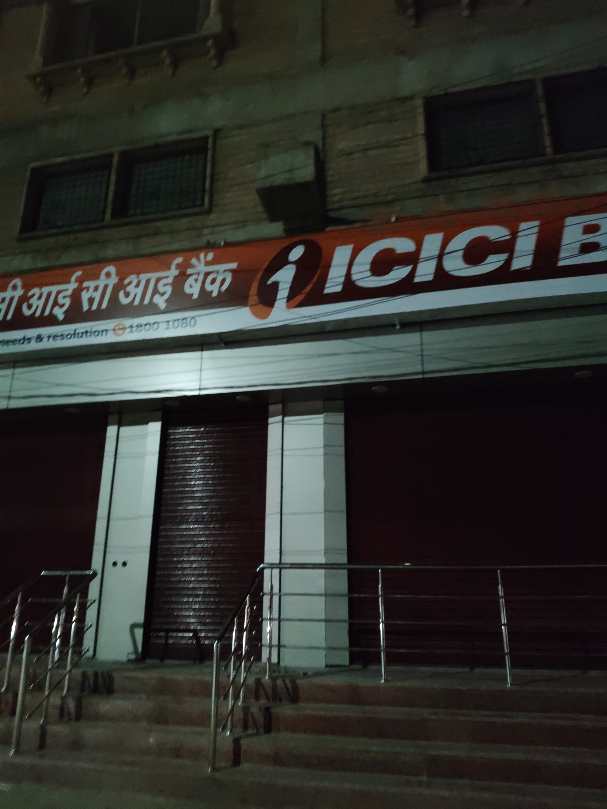 सी आई सी आई बैंक ICICI B
needs & resolution 1800 1080